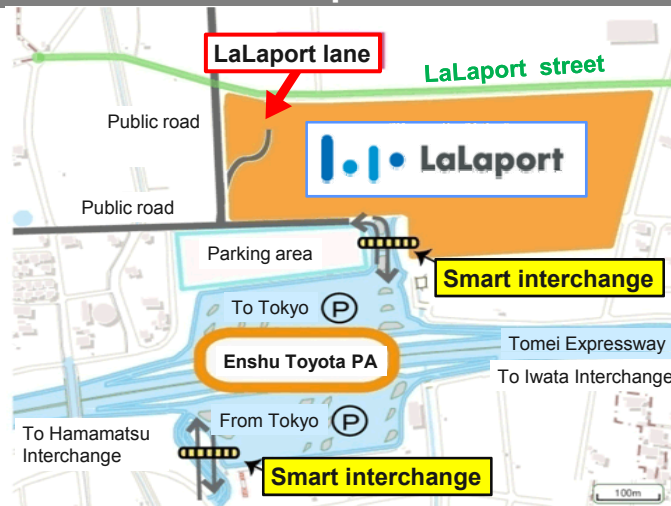 LaLaport lane
LaLaport street
Public road
LaLaport
Public road
Parking area
Smart interchange
To Tokyo P
Tomei Expressway
Enshu Toyota PA
To Iwata Interchange
From Tokyo P
To Hamamatsu
Interchange
Smart interchange
100m